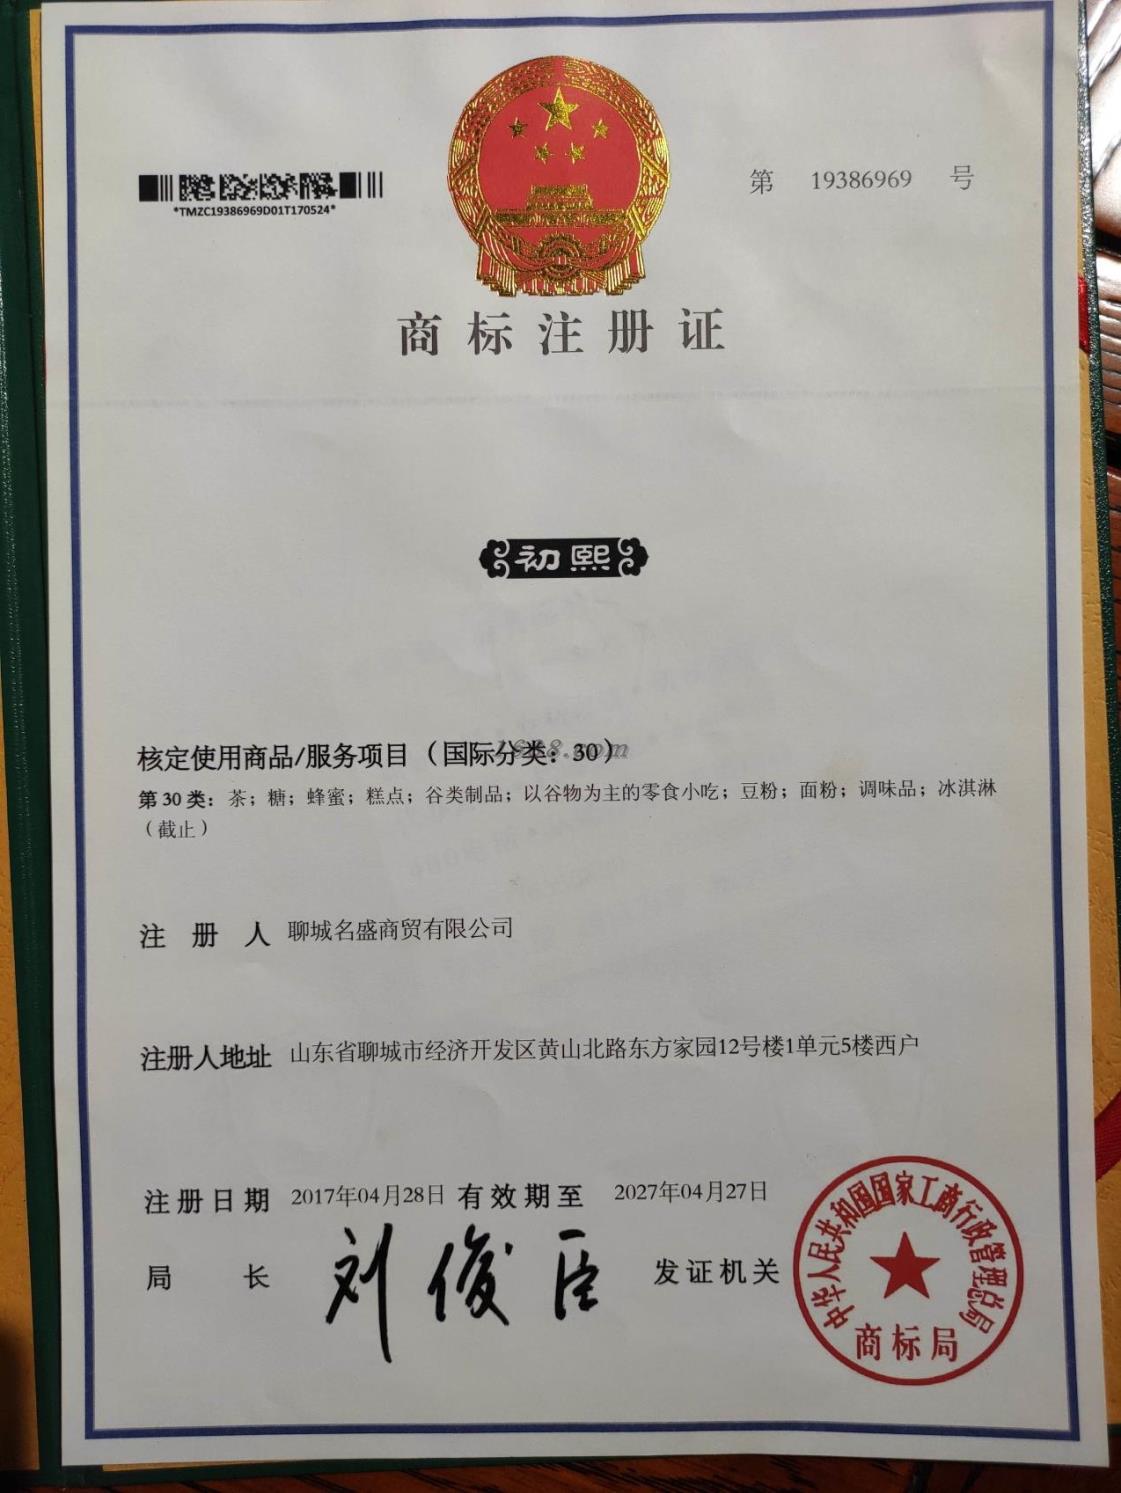 *TMZC19386969D01T170524*
第 19386969 号
商标注册证
初熙
核定使用商品/服务项目（国际分类：30）
1688.com
第 30 类：茶；糖；蜂蜜；糕点；谷类制品；以谷物为主的零食小吃；豆粉；面粉；调味品；冰淇淋
（截止）
注册人 聊城名盛商贸有限公司
注册人地址 山东省聊城市经济开发区黄山北路东方家园12号楼1单元5楼西户
注册日期 2017年04月28日 有效期至 2027年04月27日
局长 刘俊臣 发证机关
中华人民共和国国家工商行政管理总局
商标局